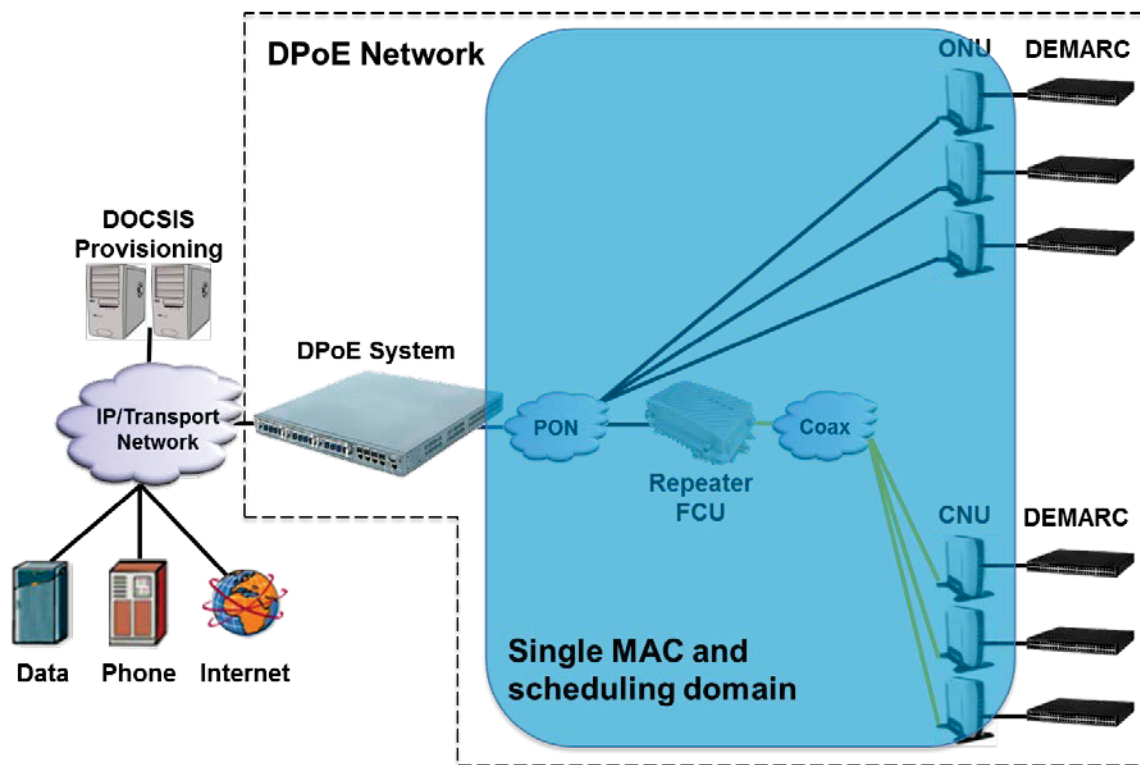 DPoE Network
ONU
DEMARC
DOCSIS
Provisioning
DPoE System
IP/Transport
Network
PON
Coax
Repeater
FCU
CNU
DEMARC
Data
Phone
Internet
Single MAC and
scheduling domain